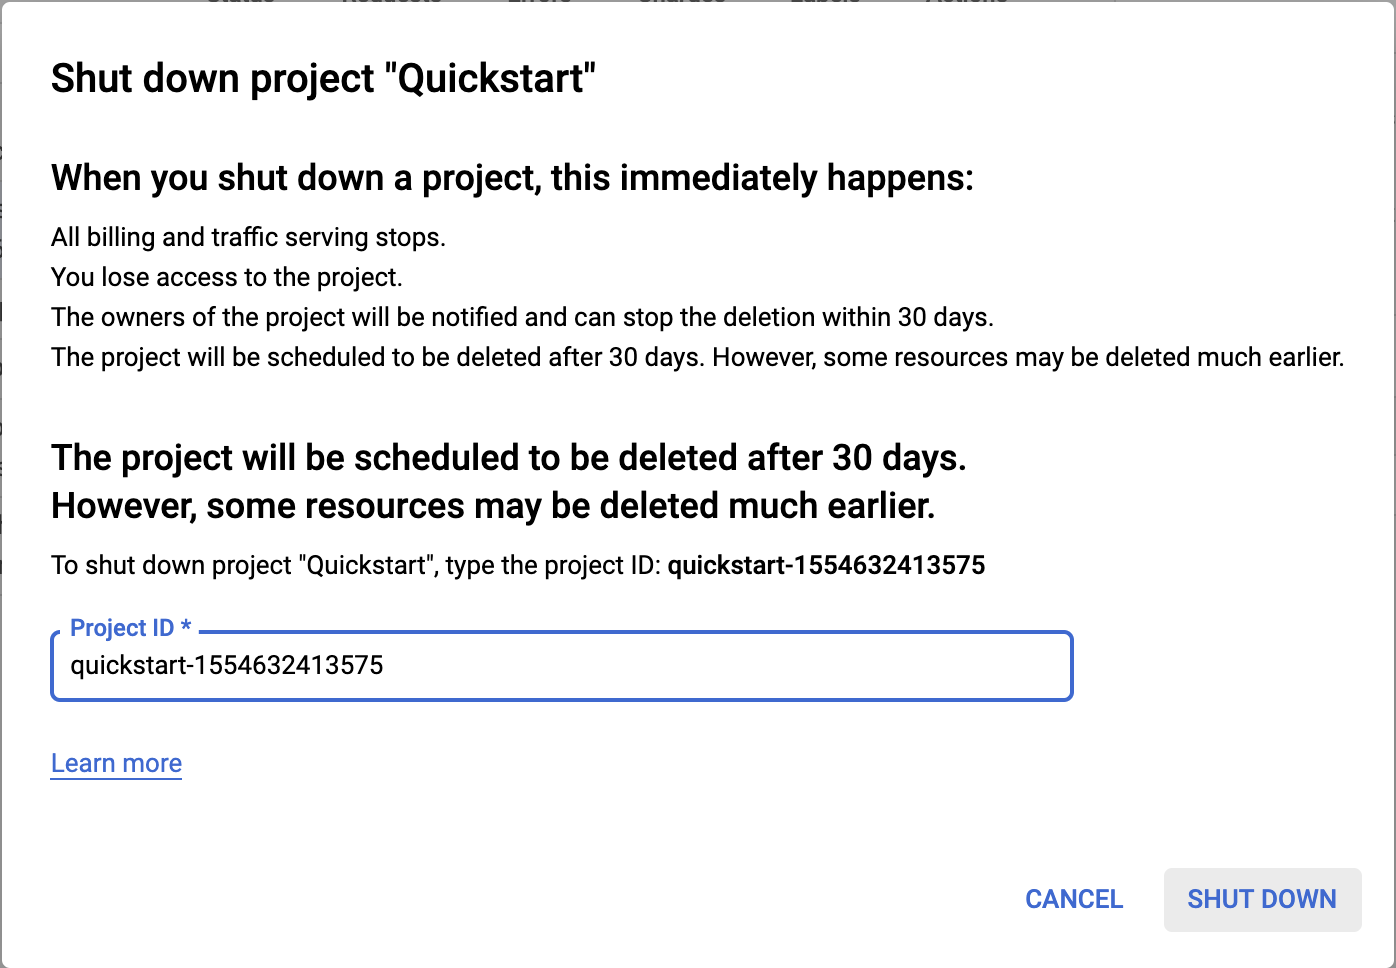 Shut down project "Quickstart"
When you shut down a project, this immediately happens:
All billing and traffic serving stops.
You lose access to the project.
The owners of the project will be notified and can stop the deletion within 30 days.
The project will be scheduled to be deleted after 30 days. However, some resources may be deleted much earlier.
The project will be scheduled to be deleted after 30 days.
However, some resources may be deleted much earlier.
To shut down project "Quickstart", type the project ID: quickstart-1554632413575
Project ID *
quickstart-1554632413575
Learn more
CANCEL SHUT DOWN